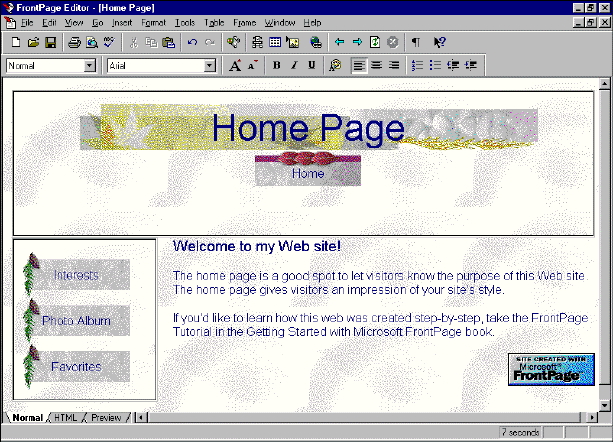 FrontPage Editor - [Home Page]
File Edit View Go Insert Format Tools Table Frame Window Help
Normal Arial A A B I U
Home Page
Home
Interests
Photo Album
Favorites
Welcome to my Web site!
The home page is a good spot to let visitors know the purpose of this Web site.
The home page gives visitors an impression of your site's style.
If you'd like to learn how this web was created step-by-step, take the FrontPage
Tutorial in the Getting Started with Microsoft FrontPage book.
SITE CREATED WITH
Microsoft
FrontPage
Normal HTML Preview
7 seconds